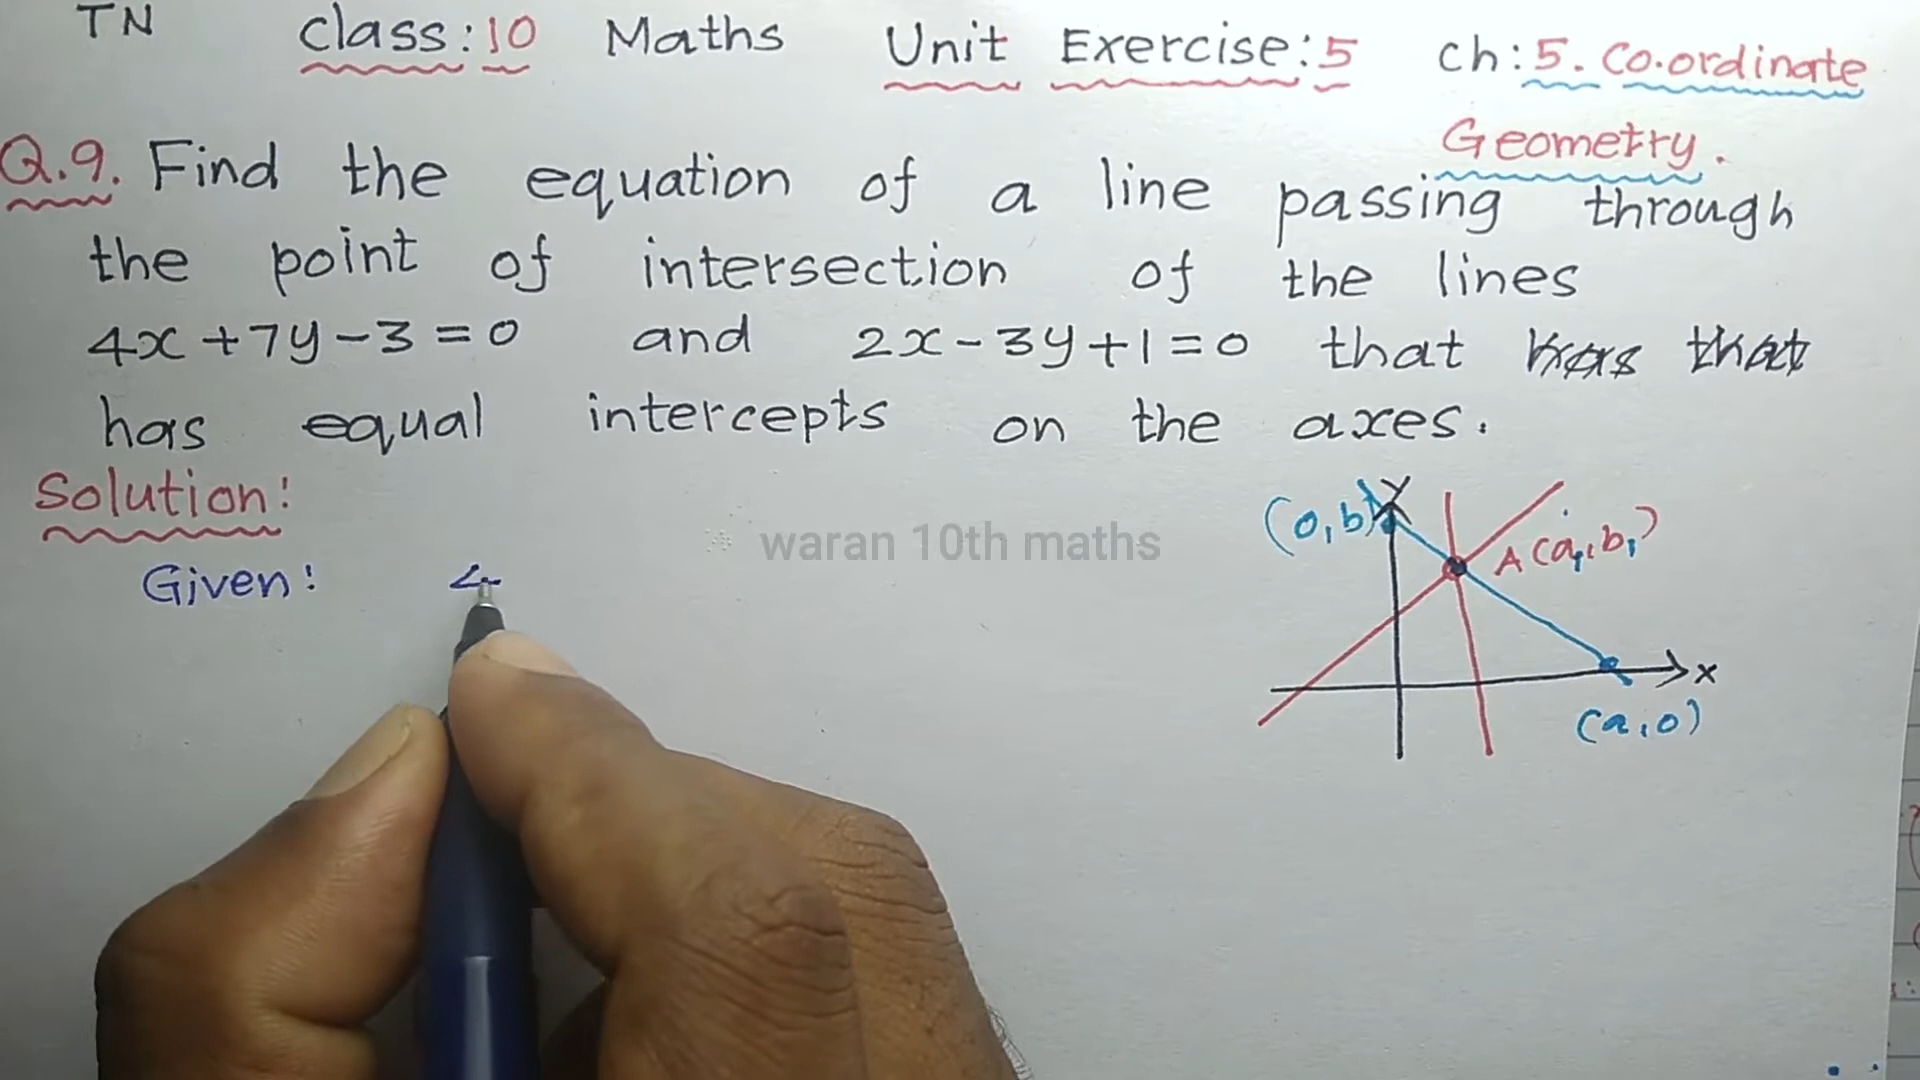 TN Class: 10 Maths Unit Exercise: 5 Ch: 5. Co.ordinate
Geometry.
Q.9. Find the equation of a line passing through
the point of intersection of the lines
4x + 7y - 3 = 0 and 2x - 3y + 1 = 0 that has that
has equal intercepts on the axes.
Solution:
Given: 4
waran 10th maths
Y
(0, b)
A (a₁, b₁)
X
(a, 0)